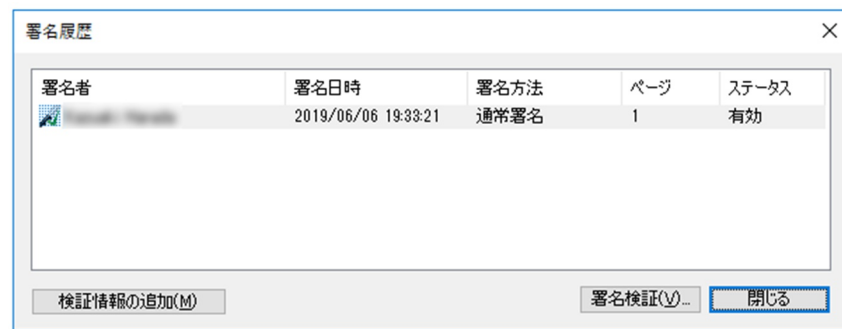 署名履歴
署名者 署名日時 署名方法 ページ ステータス
2019/06/06 19:33:21 通常署名 1 有効
検証情報の追加(M) 署名検証(V)... 閉じる